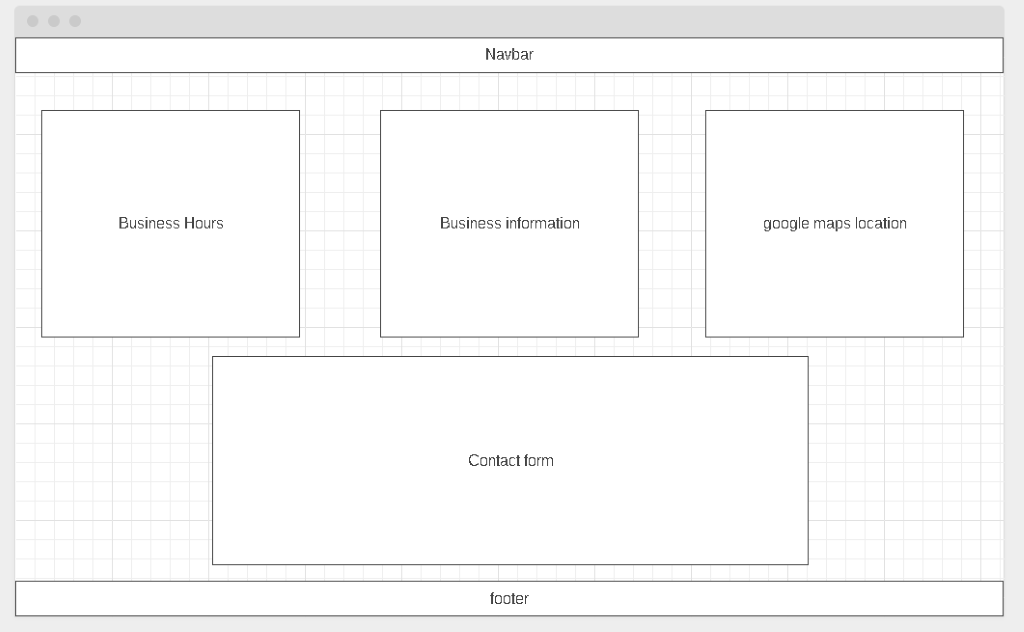 Navbar
Business Hours
Business information
google maps location
Contact form
footer